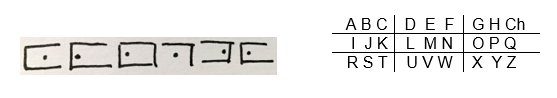 A B C D E F G H Ch
I J K L M N O P Q
R S T U V W X Y Z